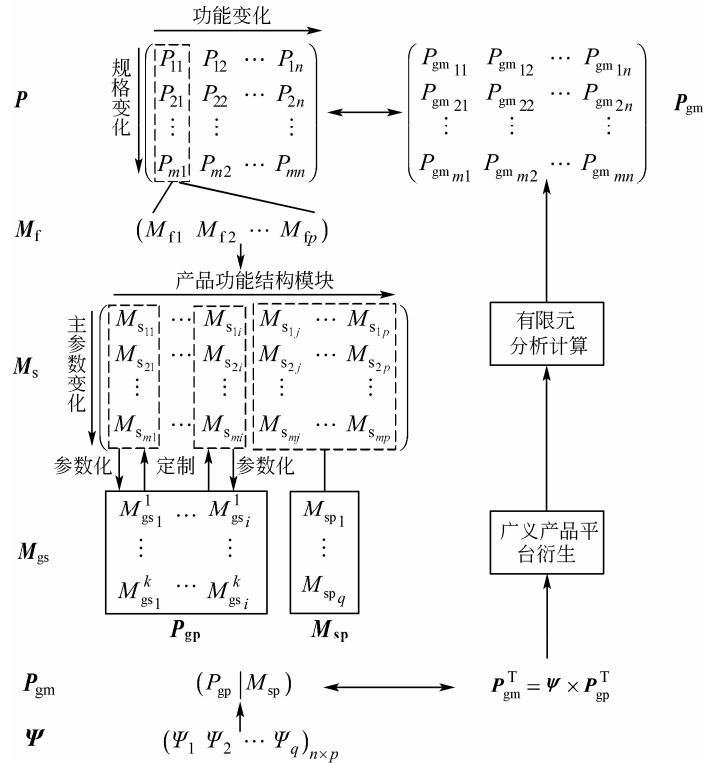 功能变化
规格变化
P
P11 P12 ⋯ P1n
P21 P22 ⋯ P2n
⋮ ⋮ ⋮
Pm1 Pm2 ⋯ Pmn
Pgm 11 Pgm 12 ⋯ Pgm 1n
Pgm 21 Pgm 22 ⋯ Pgm 2n
⋮ ⋮ ⋮
Pgm m1 Pgm m2 ⋯ Pgm mn
Pgm
Mf
(Mf1 Mf2 ⋯ Mfp)
产品功能结构模块
主参数变化
Ms
Ms11 ⋯ Ms1i Ms1j ⋯ Ms1p
Ms21 ⋯ Ms2i Ms2j ⋯ Ms2p
⋮ ⋮ ⋮ ⋮
Msm1 ⋯ Msmi Msmj ⋯ Msmp
有限元
分析计算
参数化 定制 参数化
Mgs
M¹gs1 ⋯ M¹gsi
⋮ ⋮
Mᵏgs1 ⋯ Mᵏgsi
Pgp
Msp1
⋮
Mspq
Msp
广义产品平
台衍生
Pgm
(Pgp|Msp)
Pᵀgm=Ψ×Pᵀgp
Ψ
(Ψ1 Ψ2 ⋯ Ψq)n×p